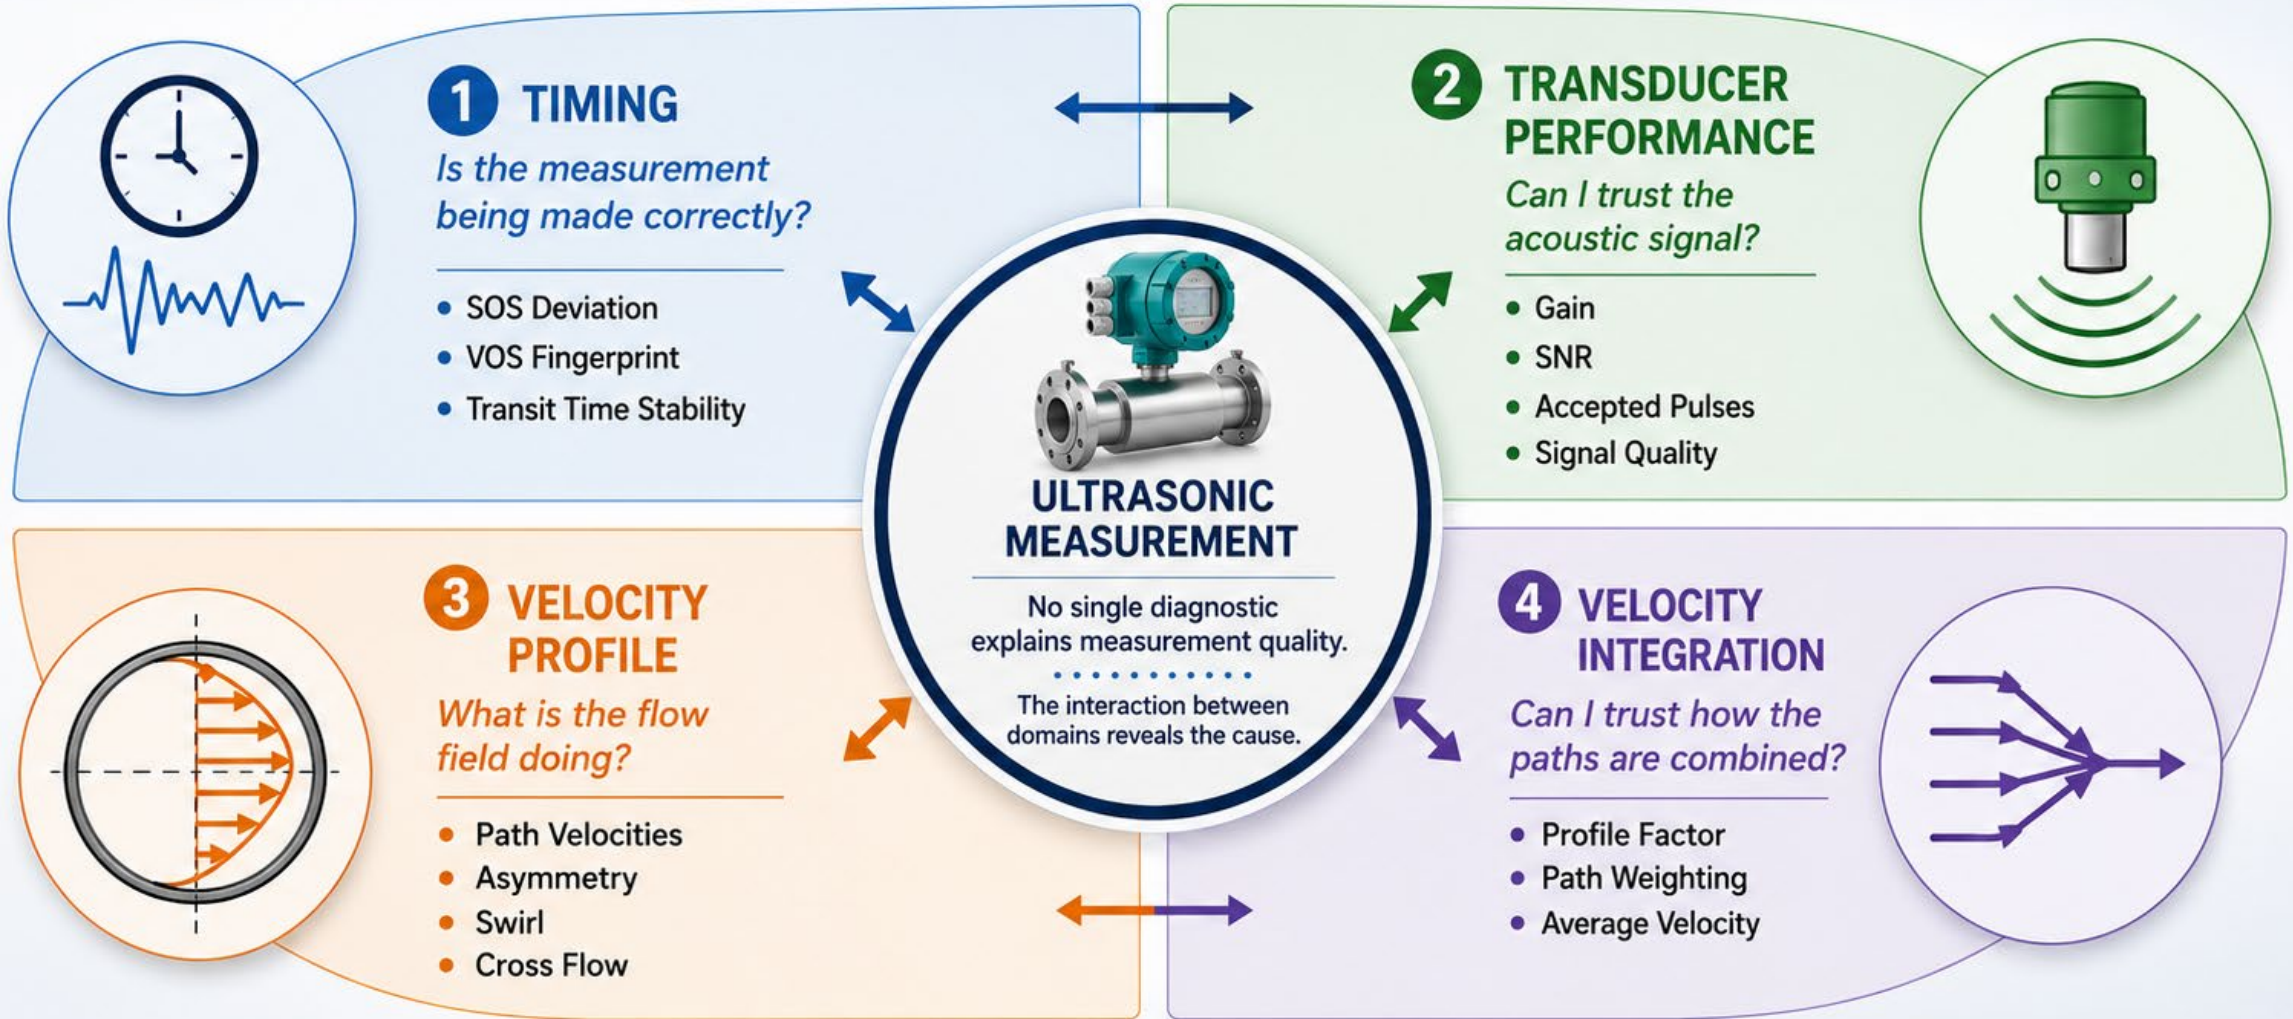 1 TIMING
Is the measurement
being made correctly?
• SOS Deviation
• VOS Fingerprint
• Transit Time Stability
2 TRANSDUCER
PERFORMANCE
Can I trust the
acoustic signal?
• Gain
• SNR
• Accepted Pulses
• Signal Quality
ULTRASONIC
MEASUREMENT
No single diagnostic
explains measurement quality.
The interaction between
domains reveals the cause.
3 VELOCITY
PROFILE
What is the flow
field doing?
• Path Velocities
• Asymmetry
• Swirl
• Cross Flow
4 VELOCITY
INTEGRATION
Can I trust how the
paths are combined?
• Profile Factor
• Path Weighting
• Average Velocity